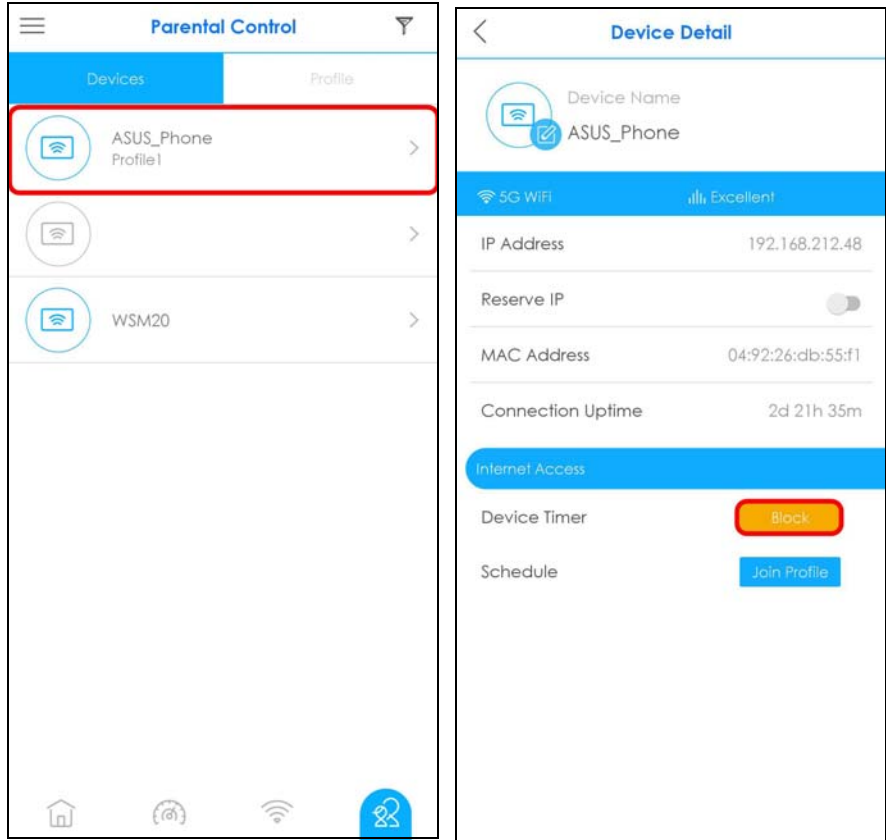 Parental Control
Devices
Profile
ASUS_Phone
Profile1
WSM20
Device Detail
Device Name
ASUS_Phone
5G WiFi
Excellent
IP Address
192.168.212.48
Reserve IP
MAC Address
04:92:26:db:55:f1
Connection Uptime
2d 21h 35m
Internet Access
Device Timer
Block
Schedule
Join Profile